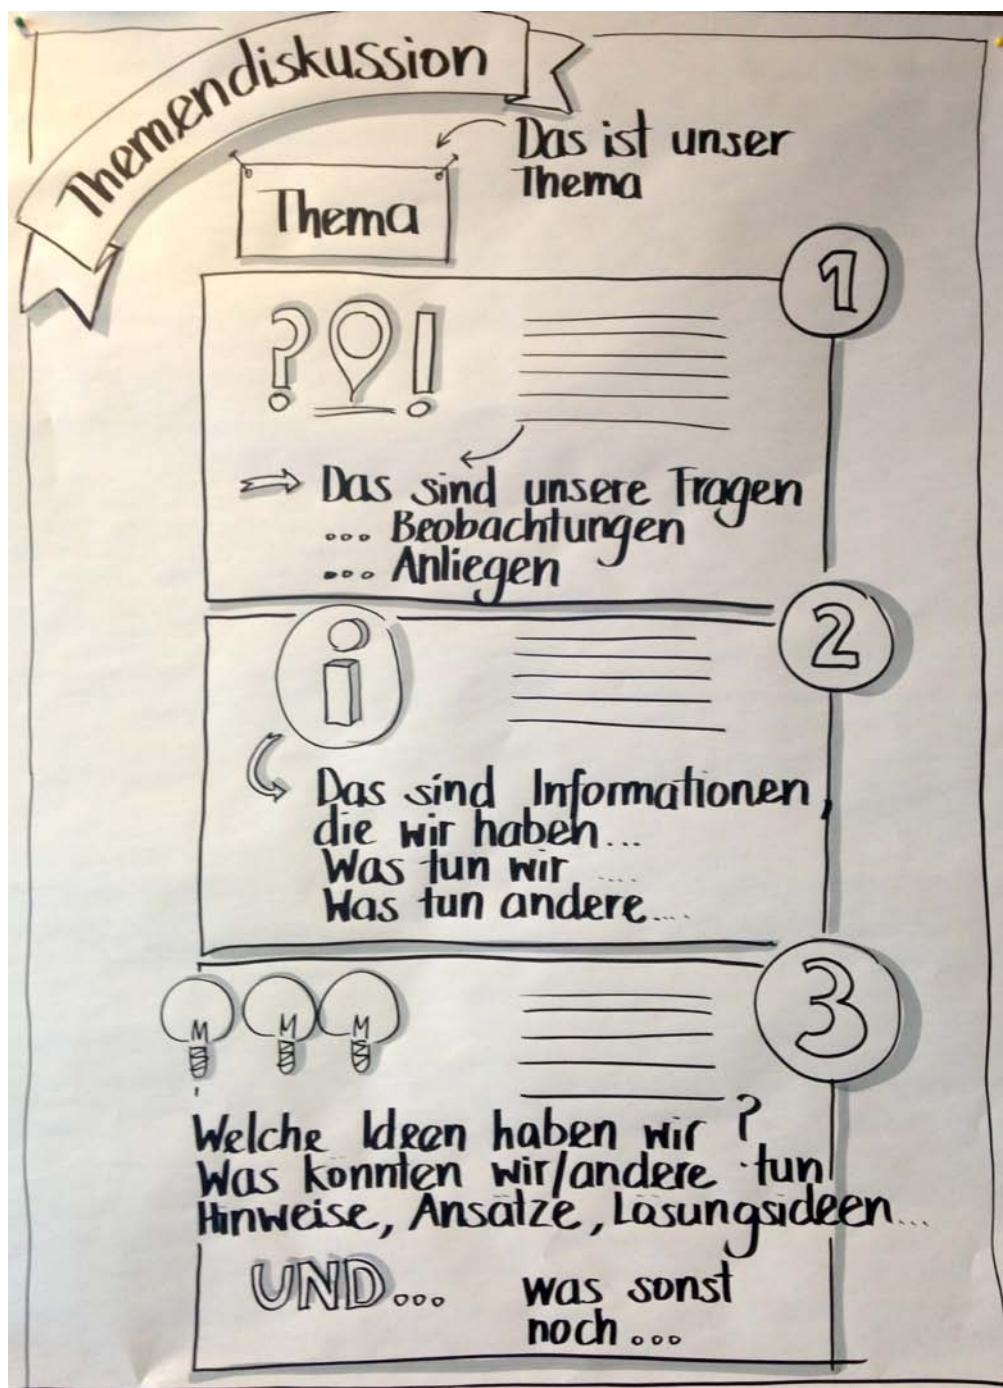 Themendiskussion
Das ist unser
Thema
Thema
1
? !
Das sind unsere Fragen
... Beobachtungen
... Anliegen
2
i
Das sind Informationen,
die wir haben...
Was tun wir ....
Was tun andere....
3
Welche Ideen haben wir ?
Was könnten wir/andere tun
Hinweise, Ansätze, Lösungsideen...
UND... was sonst
noch...